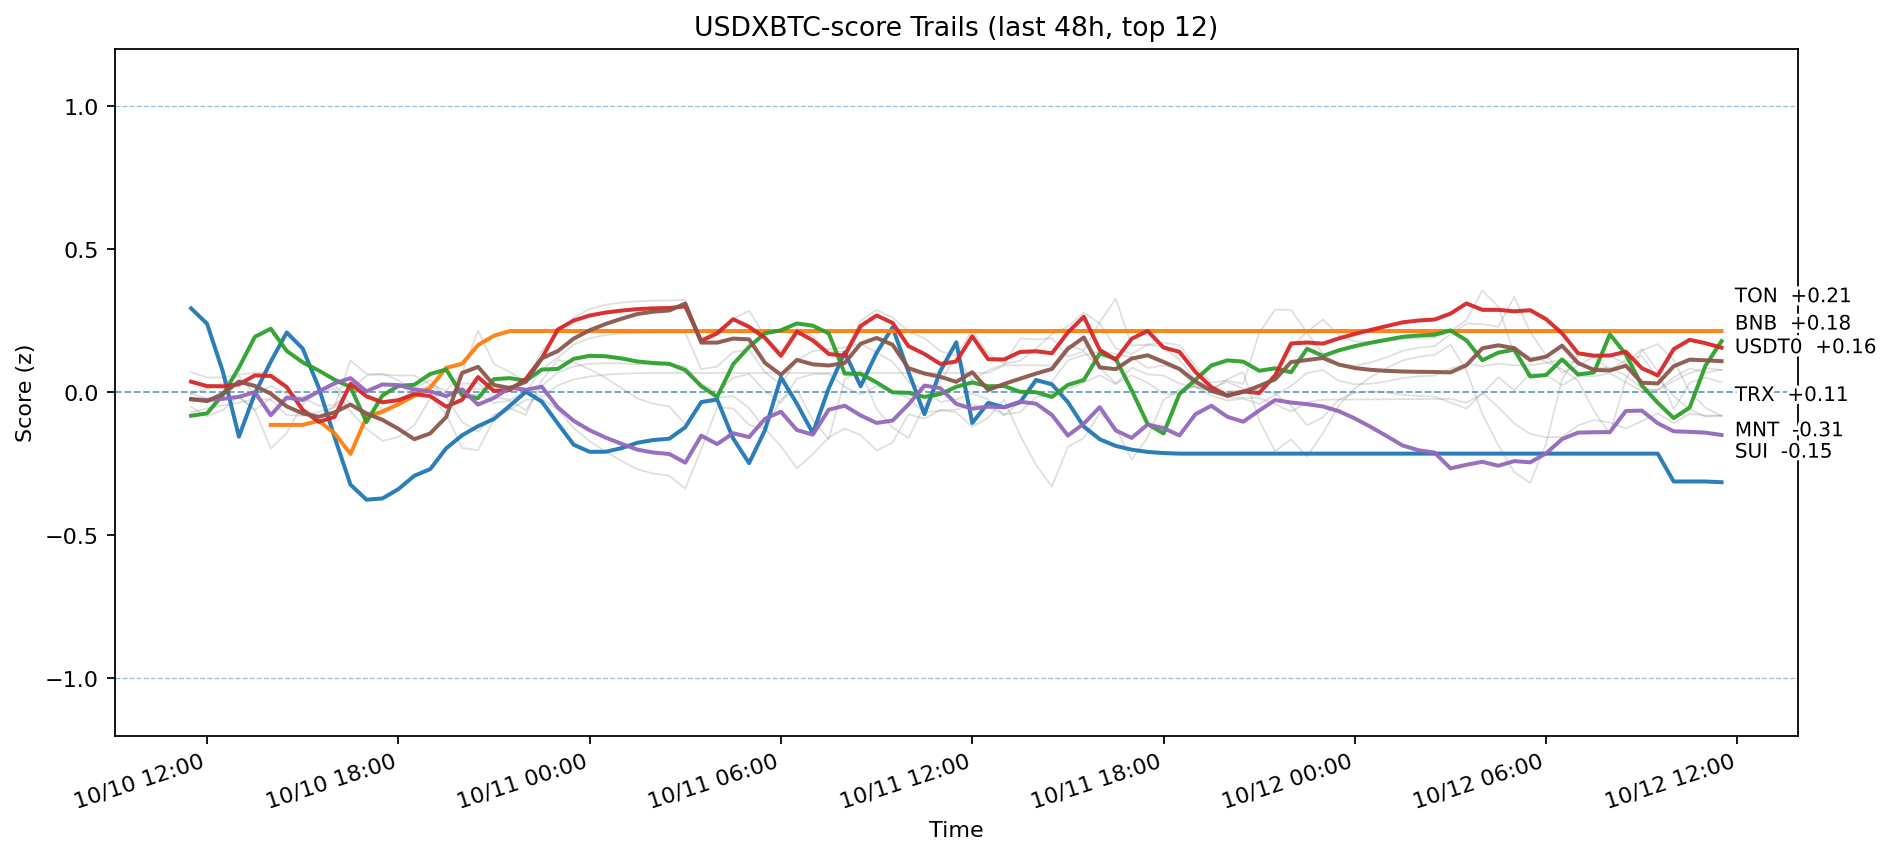 USDXBTC-score Trails (last 48h, top 12)
Score (z)
1.0
0.5
0.0
−0.5
−1.0
TON +0.21
BNB +0.18
USDT0 +0.16
TRX +0.11
MNT -0.31
SUI -0.15
10/10 12:00
10/10 18:00
10/11 00:00
10/11 06:00
10/11 12:00
10/11 18:00
10/12 00:00
10/12 06:00
10/12 12:00
Time